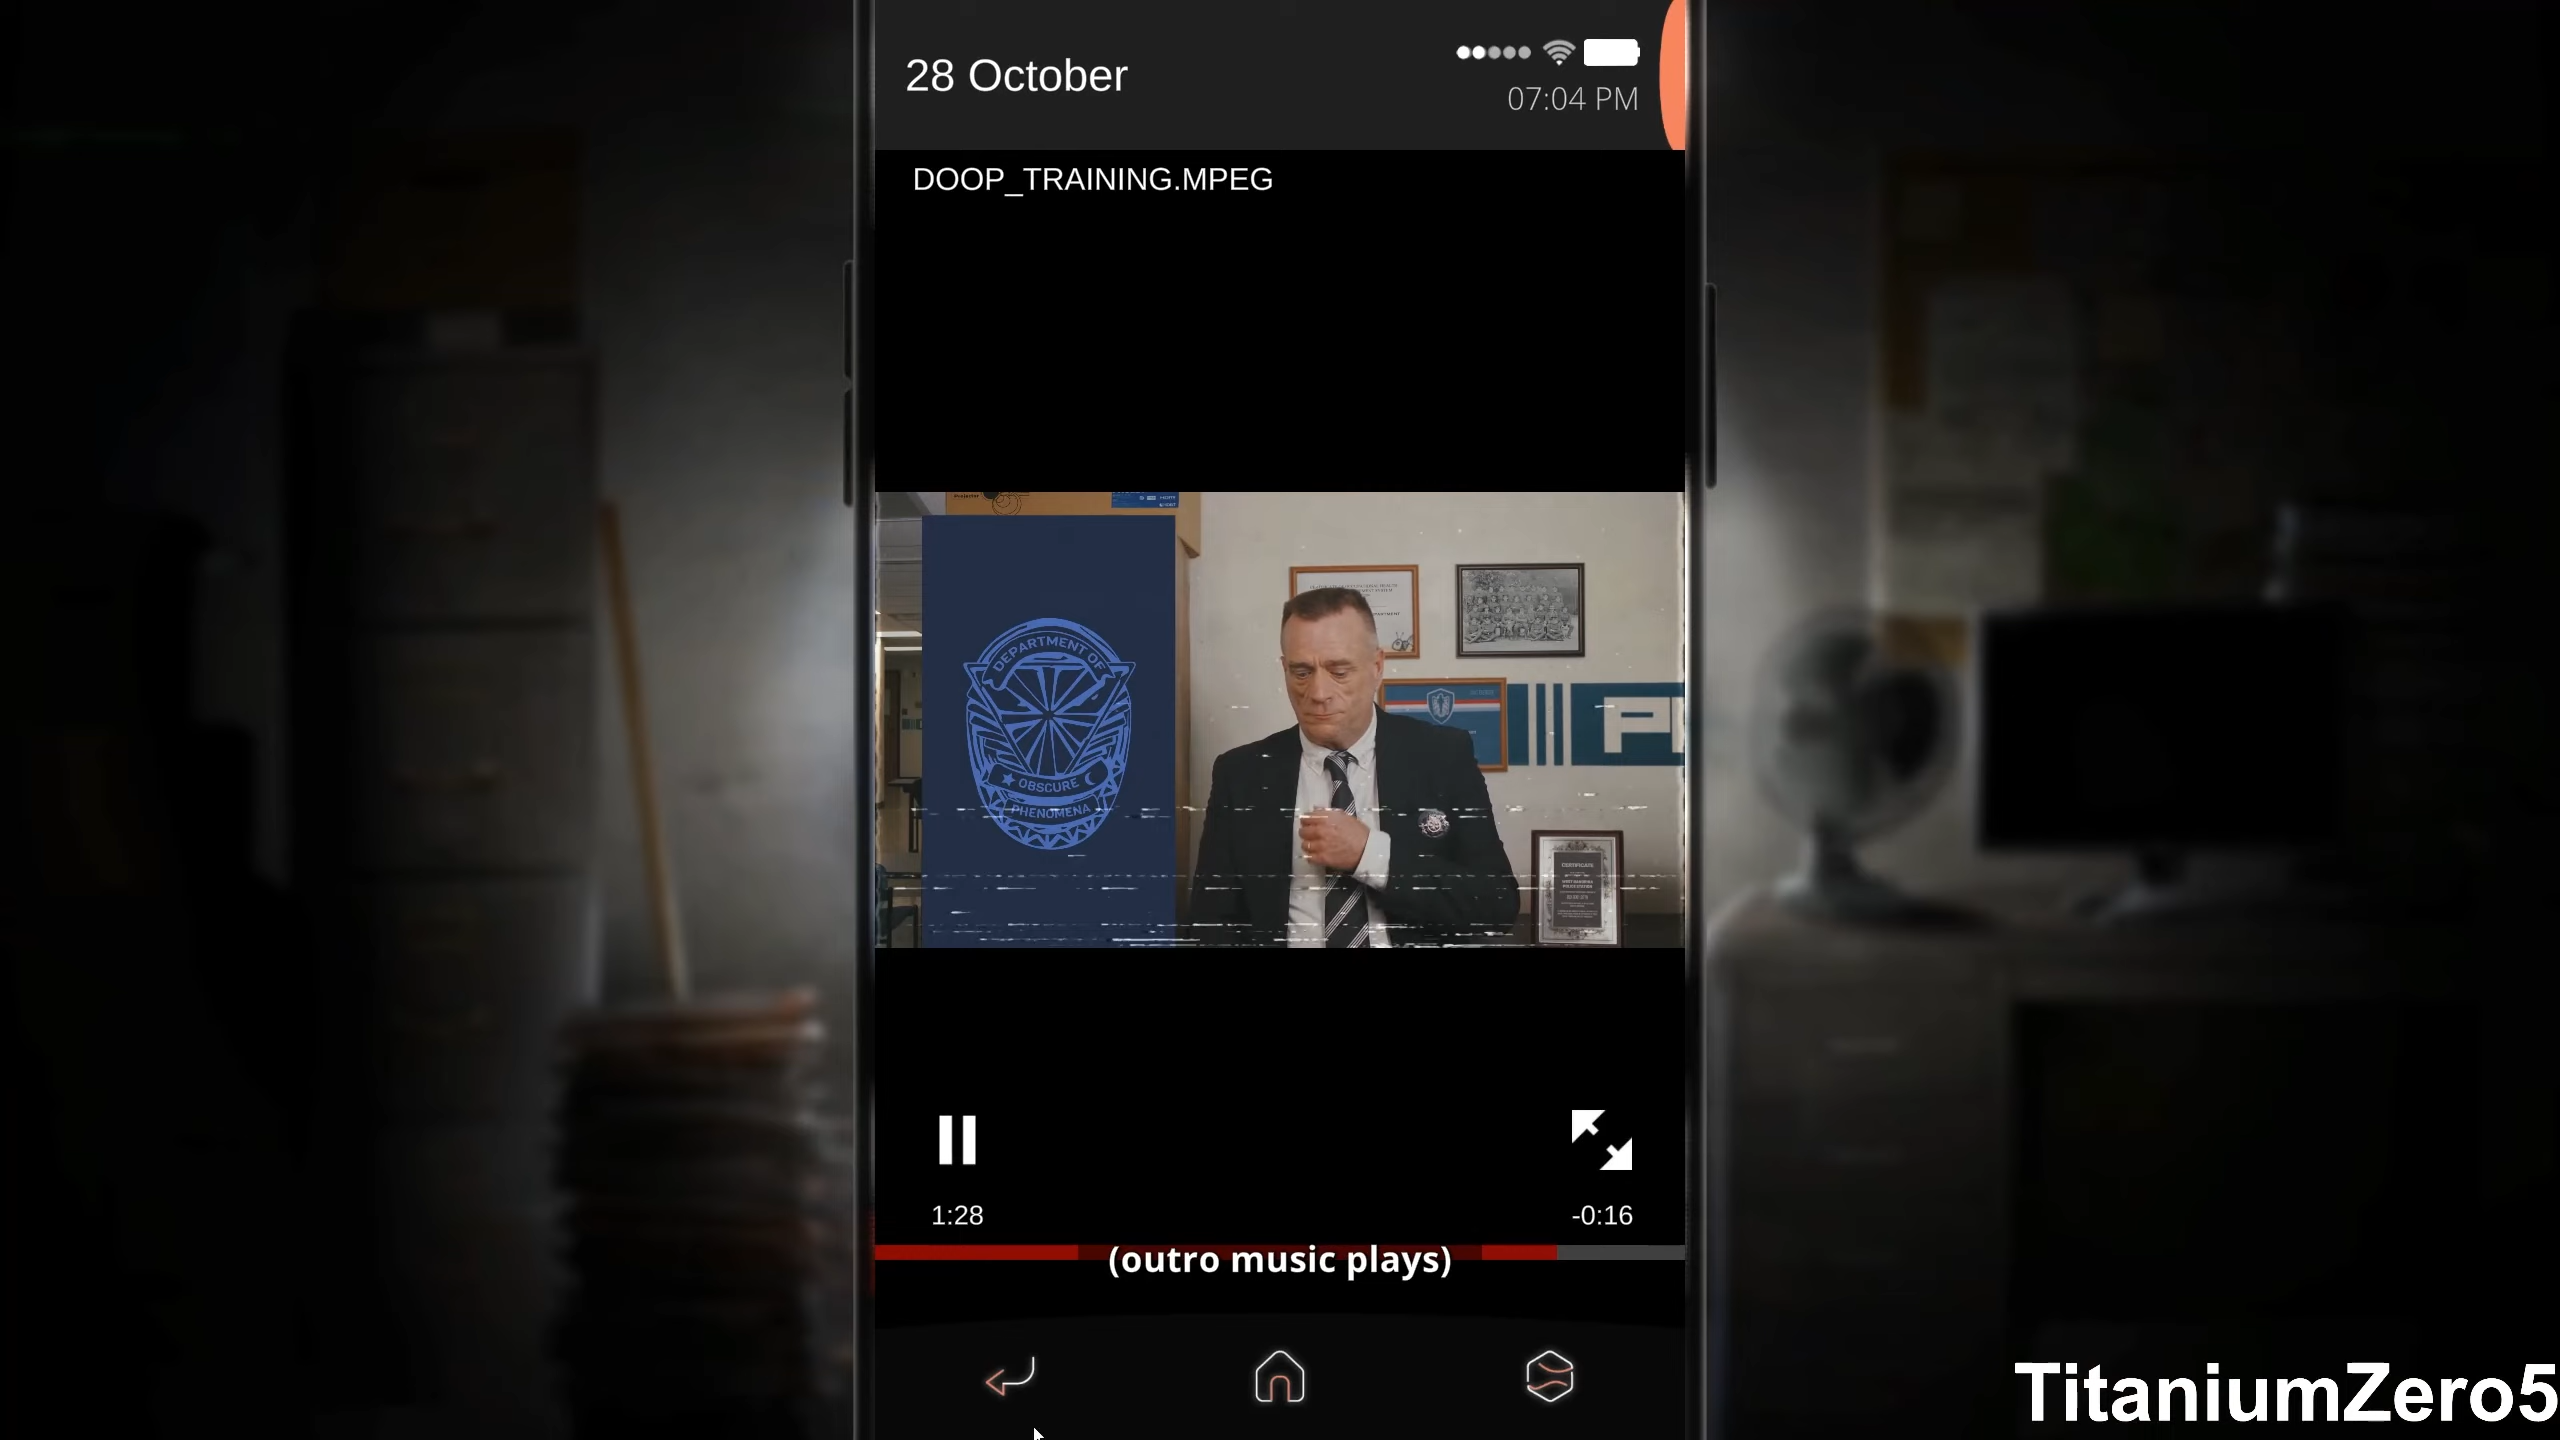 28 October
07:04 PM
DOOP_TRAINING.MPEG
DEPARTMENT OF
OBSCURE
PHENOMENA
CERTIFICATE
1:28
-0:16
(outro music plays)
TitaniumZero5